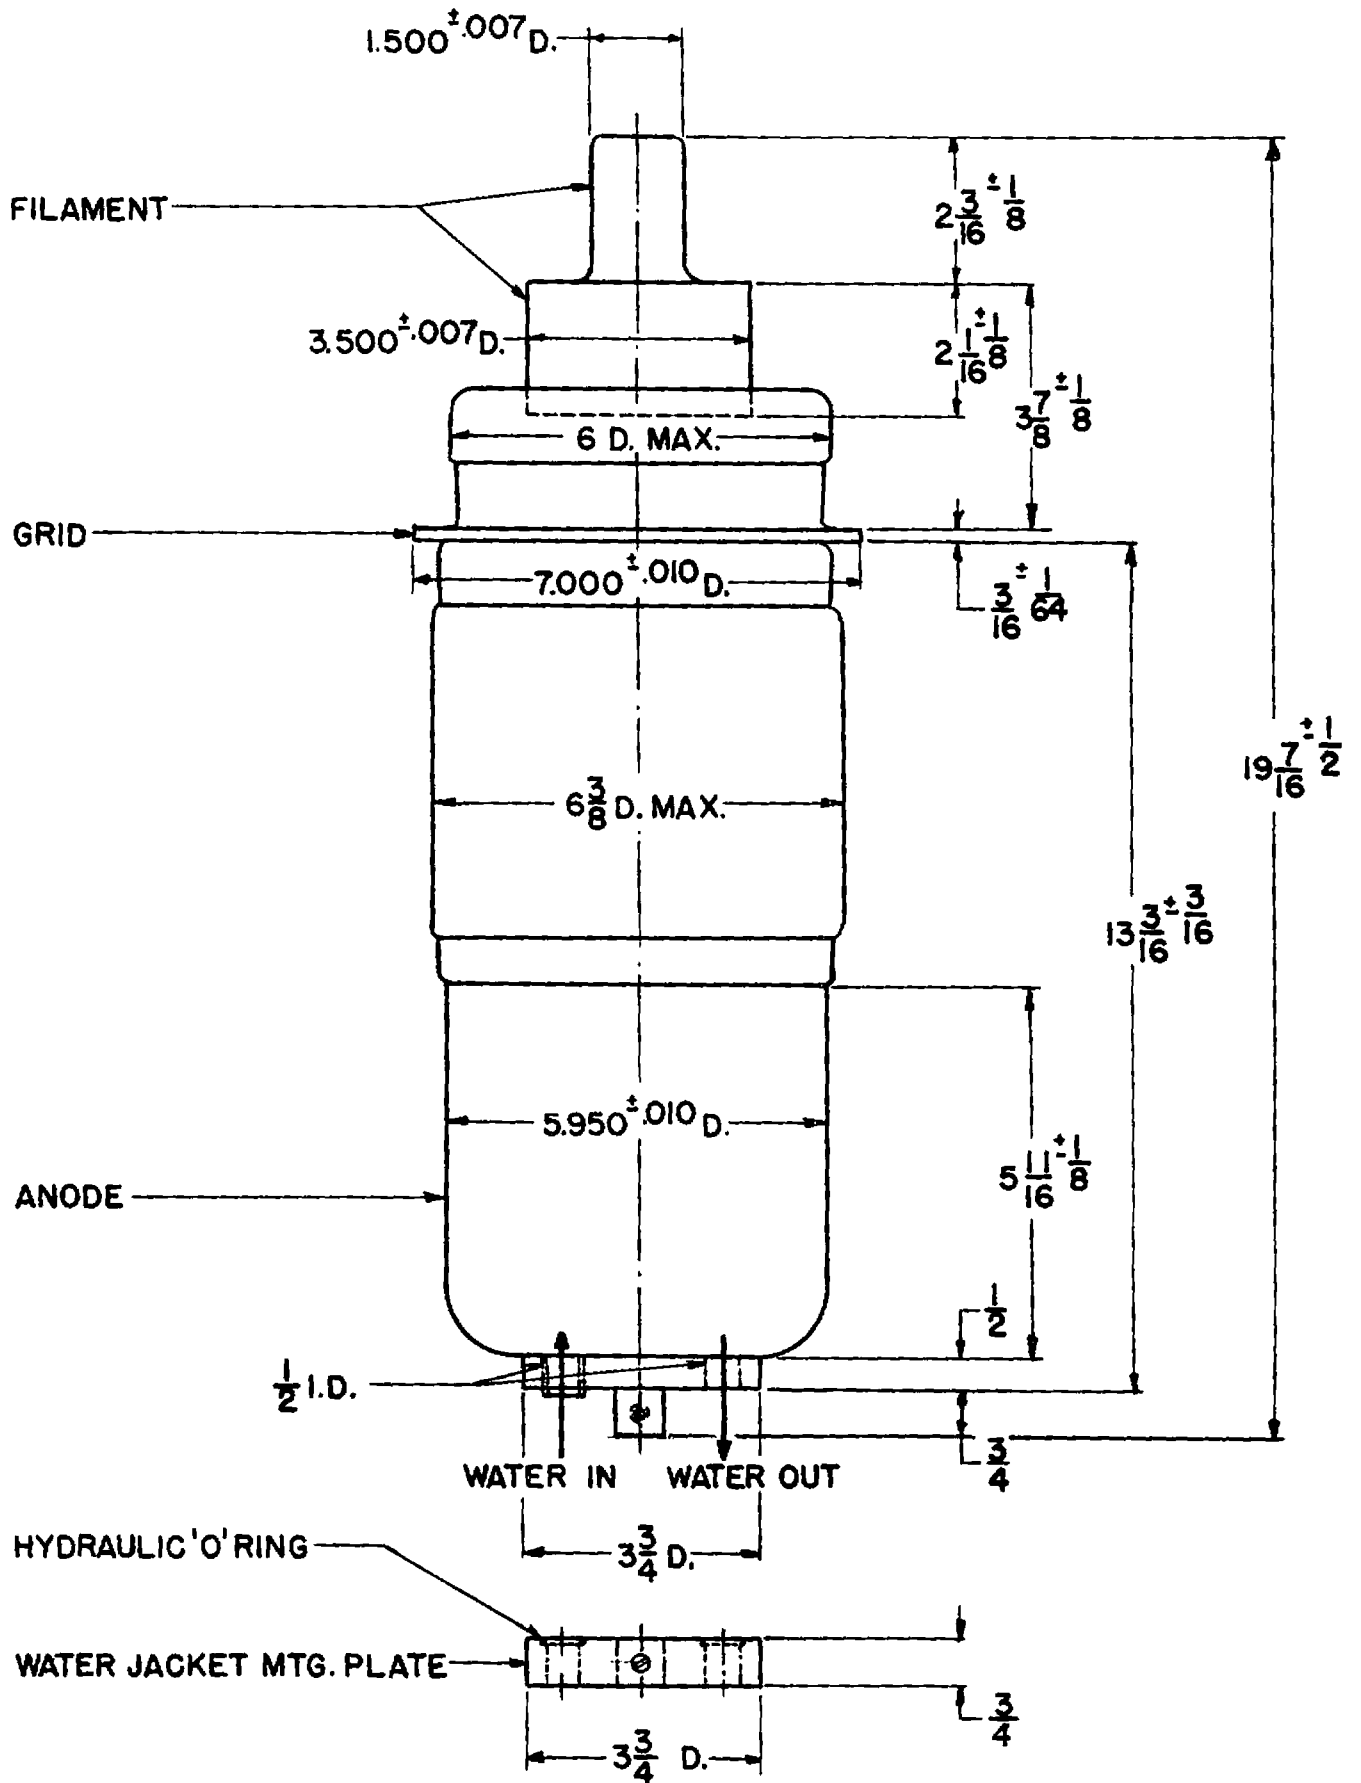 1.500 ±.007 D.
FILAMENT
2 3/16 ± 1/8
3.500 ±.007 D.
2 1/16 ± 1/8
3 7/8 ± 1/8
6 D. MAX.
GRID
7.000 ±.010 D.
3/16 ± 1/64
19 7/16 ± 1/2
6 3/8 D. MAX.
13 3/16 ± 3/16
5.950 ±.010 D.
5 11/16 ± 1/8
ANODE
1/2
1/2 I.D.
3/4
WATER IN WATER OUT
HYDRAULIC 'O' RING
3 3/4 D.
WATER JACKET MTG. PLATE
3/4
3 3/4 D.